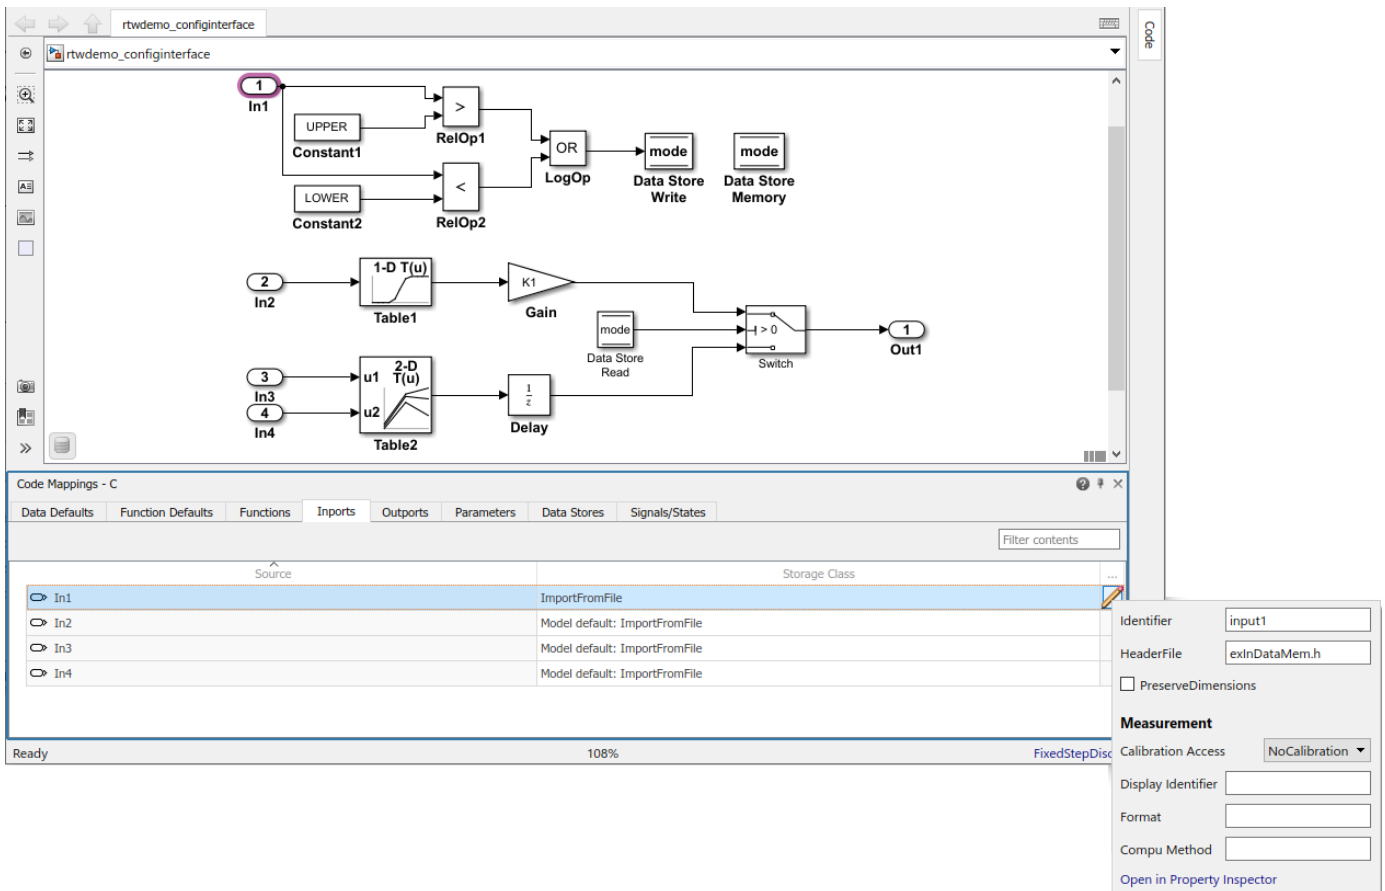 rtwdemo_configinterface
Code
rtwdemo_configinterface
1
In1
>
RelOp1
UPPER
Constant1
OR
LogOp
mode
Data Store
Write
mode
Data Store
Memory
<
RelOp2
LOWER
Constant2
2
In2
1-D T(u)
Table1
K1
Gain
mode
Data Store
Read
> 0
Switch
1
Out1
3
In3
4
In4
u1
2-D
T(u)
u2
Table2
1
z
Delay
Code Mappings - C
Data Defaults Function Defaults Functions Inports Outports Parameters Data Stores Signals/States
Filter contents
Source Storage Class ...
In1 ImportFromFile
In2 Model default: ImportFromFile
In3 Model default: ImportFromFile
In4 Model default: ImportFromFile
Ready 108% FixedStepDisc
Identifier input1
HeaderFile exInDataMem.h
PreserveDimensions
Measurement
Calibration Access NoCalibration
Display Identifier
Format
Compu Method
Open in Property Inspector